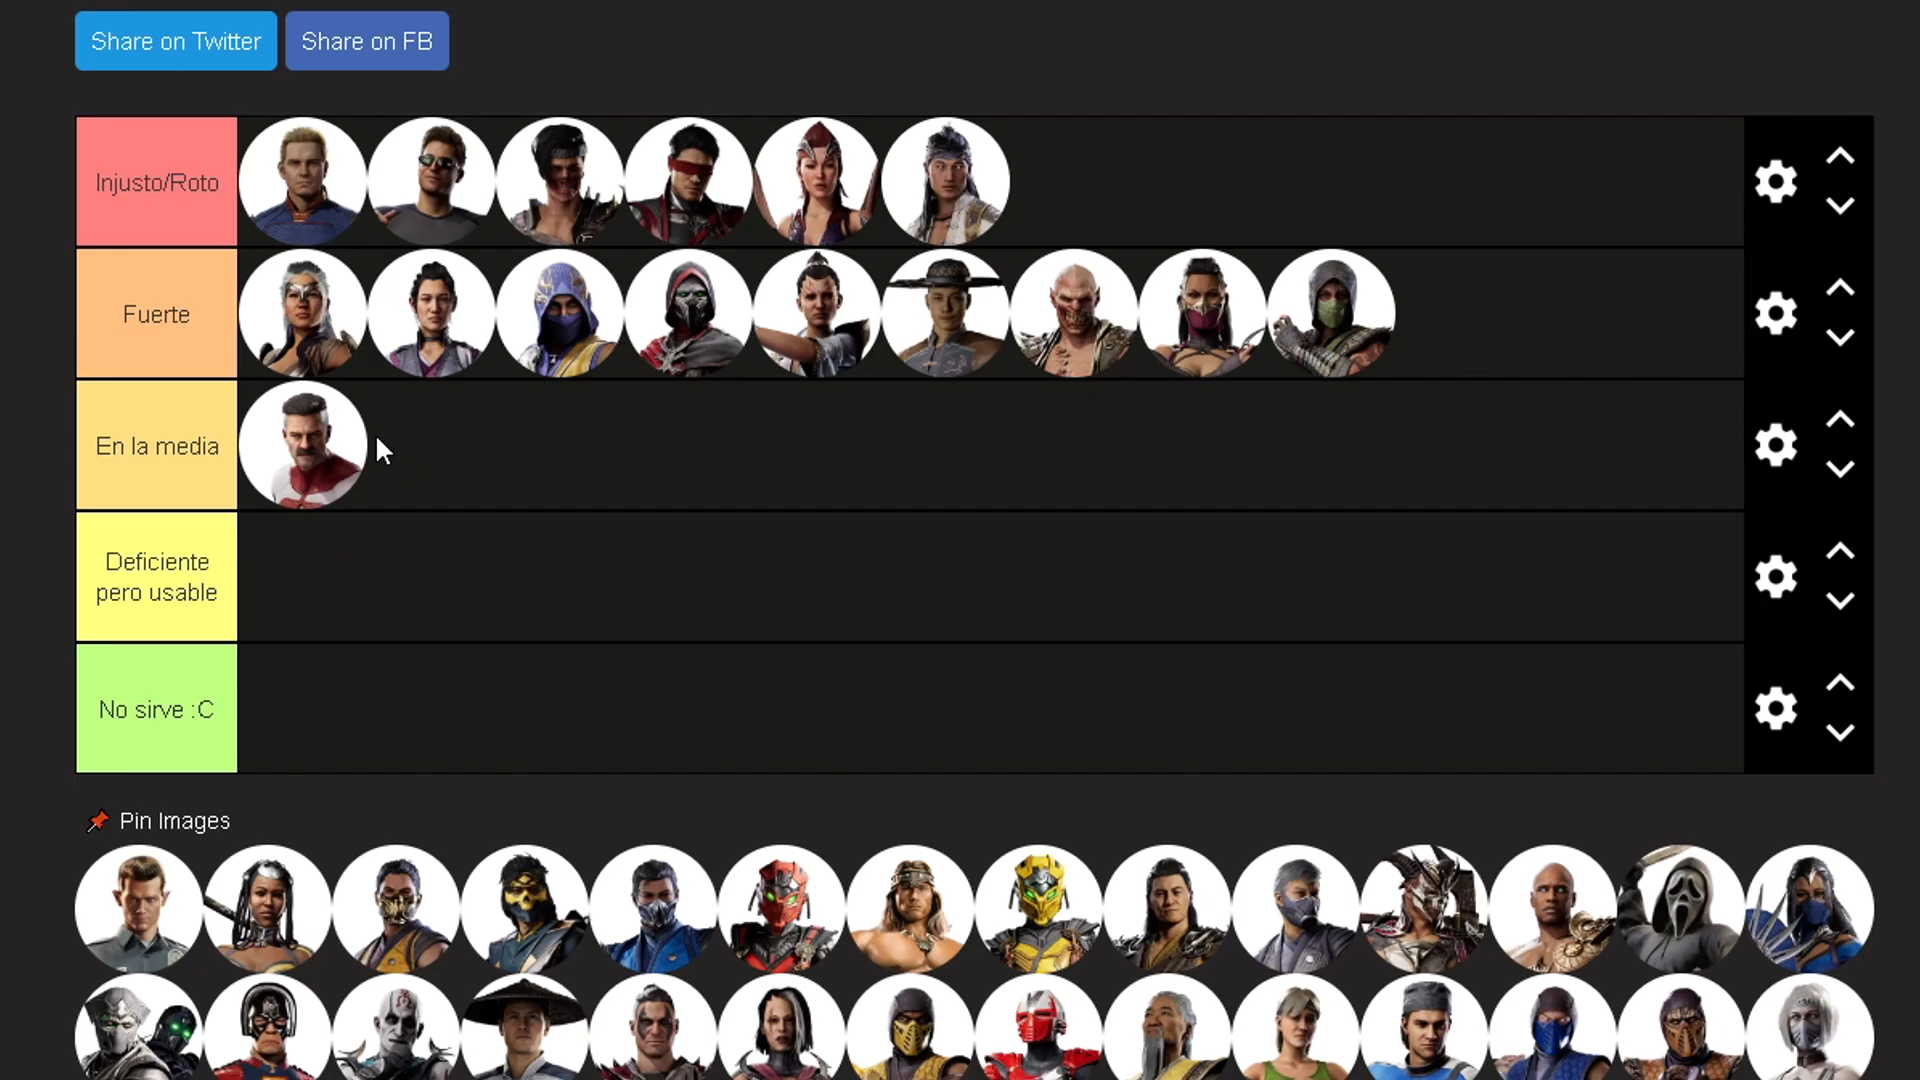 Share on Twitter
Share on FB
Injusto/Roto
Fuerte
En la media
Deficiente
pero usable
No sirve :C
Pin Images